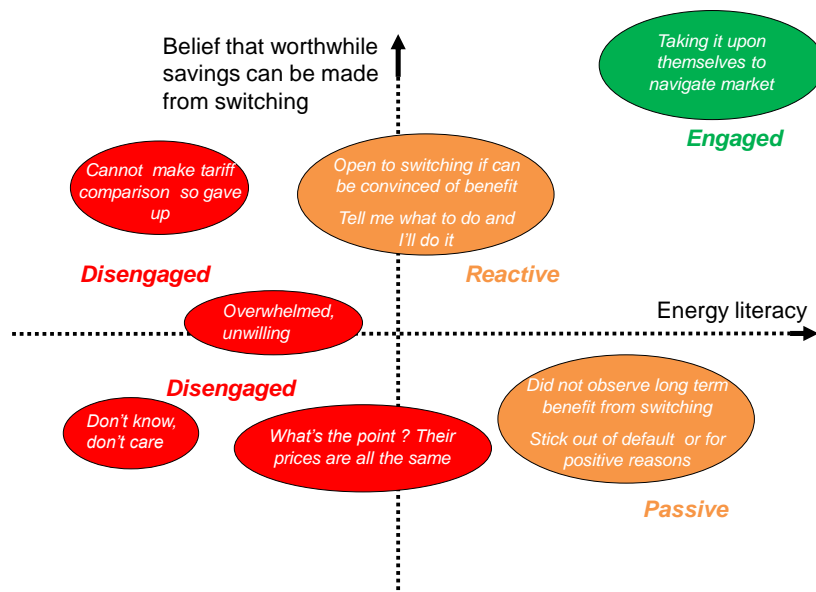 Belief that worthwhile
savings can be made
from switching
Taking it upon
themselves to
navigate market
Engaged
Cannot make tariff
comparison so gave
up
Open to switching if can
be convinced of benefit
Tell me what to do and
I'll do it
Disengaged
Reactive
Overwhelmed,
unwilling
Energy literacy
Disengaged
Don't know,
don't care
What's the point ? Their
prices are all the same
Did not observe long term
benefit from switching
Stick out of default or for
positive reasons
Passive